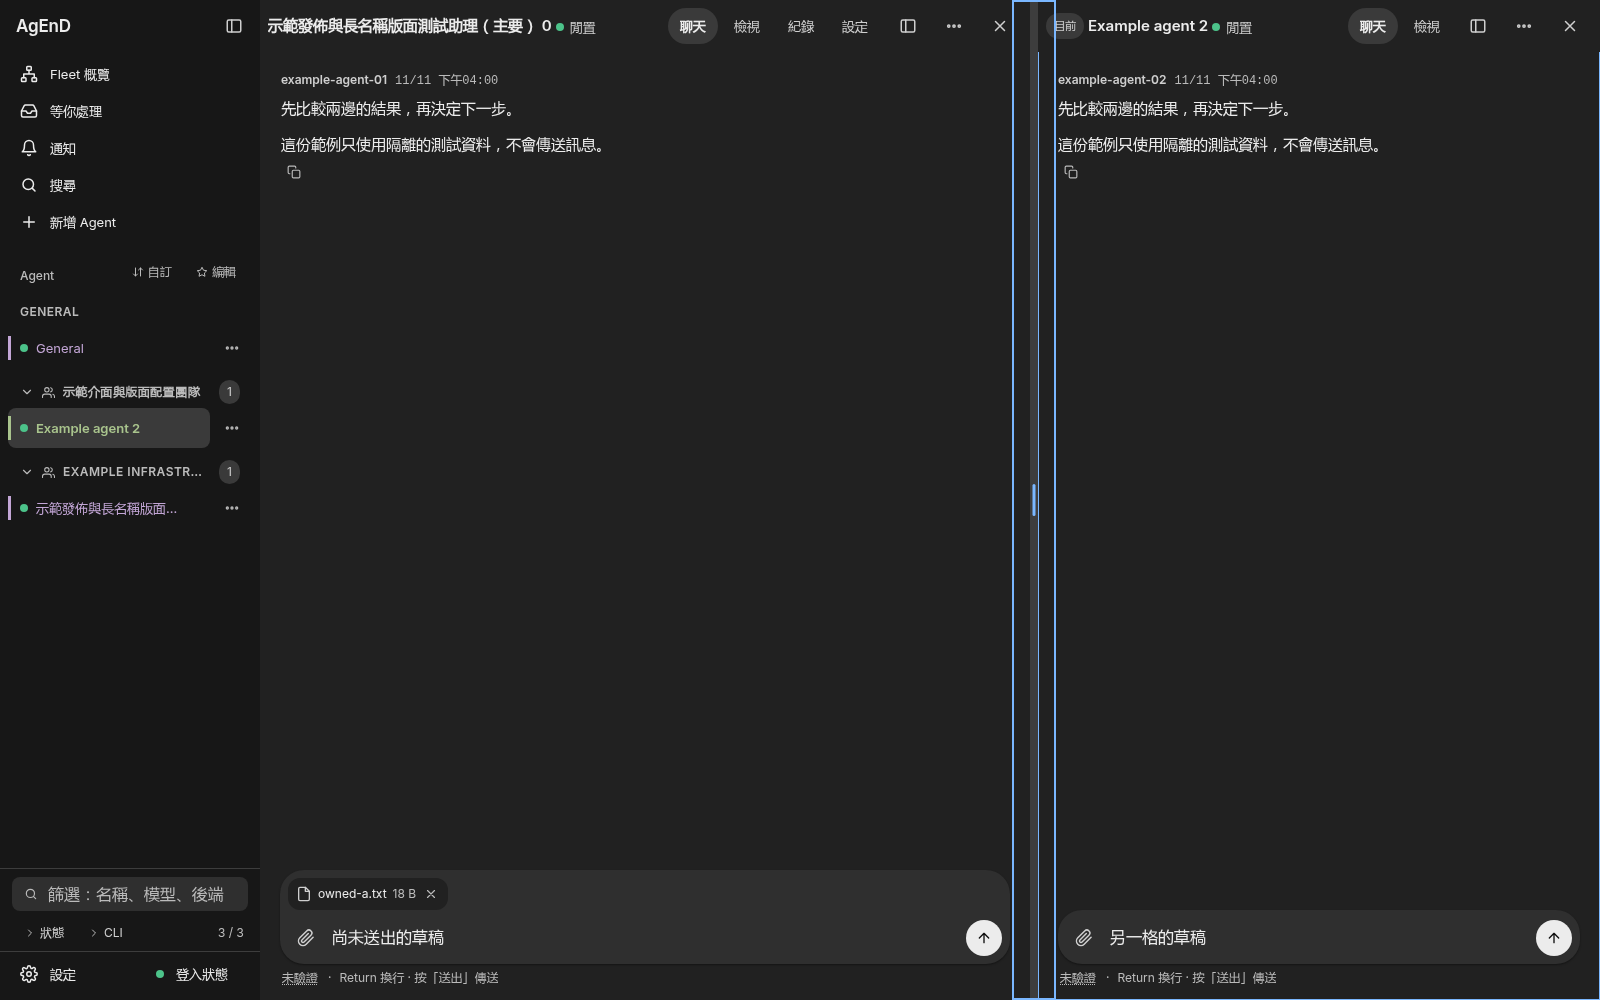 AgEnD
Fleet 概覽
等你處理
通知
搜尋
新增 Agent
Agent
自訂
編輯
GENERAL
General
示範介面與版面配置團隊
1
Example agent 2
EXAMPLE INFRASTR...
1
示範發佈與長名稱版面...
篩選：名稱、模型、後端
狀態
CLI
3 / 3
設定
登入狀態
示範發佈與長名稱版面測試助理（主要）0
閒置
聊天
檢視
紀錄
設定
example-agent-01 11/11 下午04:00
先比較兩邊的結果，再決定下一步。
這份範例只使用隔離的測試資料，不會傳送訊息。
owned-a.txt 18 B
尚未送出的草稿
未驗證 · Return 換行 · 按「送出」傳送
目前
Example agent 2
閒置
聊天
檢視
example-agent-02 11/11 下午04:00
先比較兩邊的結果，再決定下一步。
這份範例只使用隔離的測試資料，不會傳送訊息。
另一格的草稿
未驗證 · Return 換行 · 按「送出」傳送